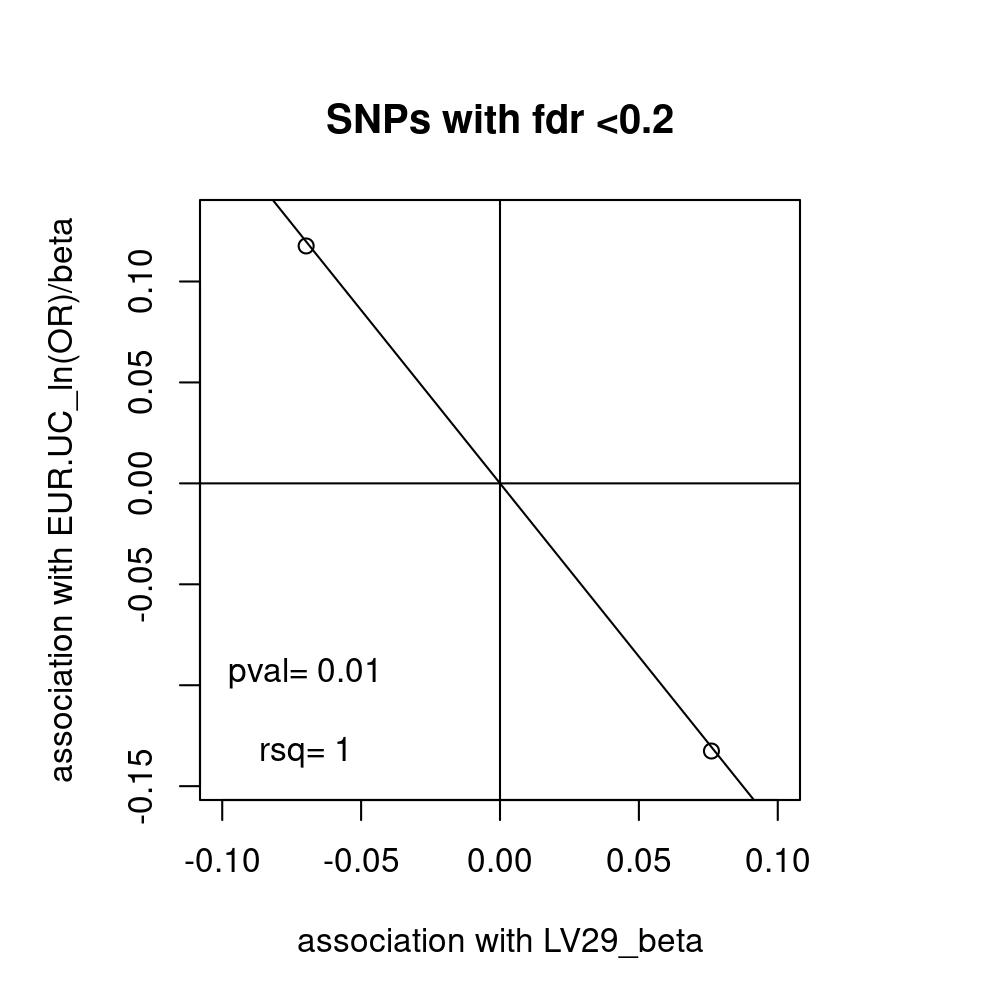 SNPs with fdr <0.2
association with EUR.UC_ln(OR)/beta
0.10
0.05
0.00
-0.05
-0.15
pval= 0.01
rsq= 1
-0.10 -0.05 0.00 0.05 0.10
association with LV29_beta